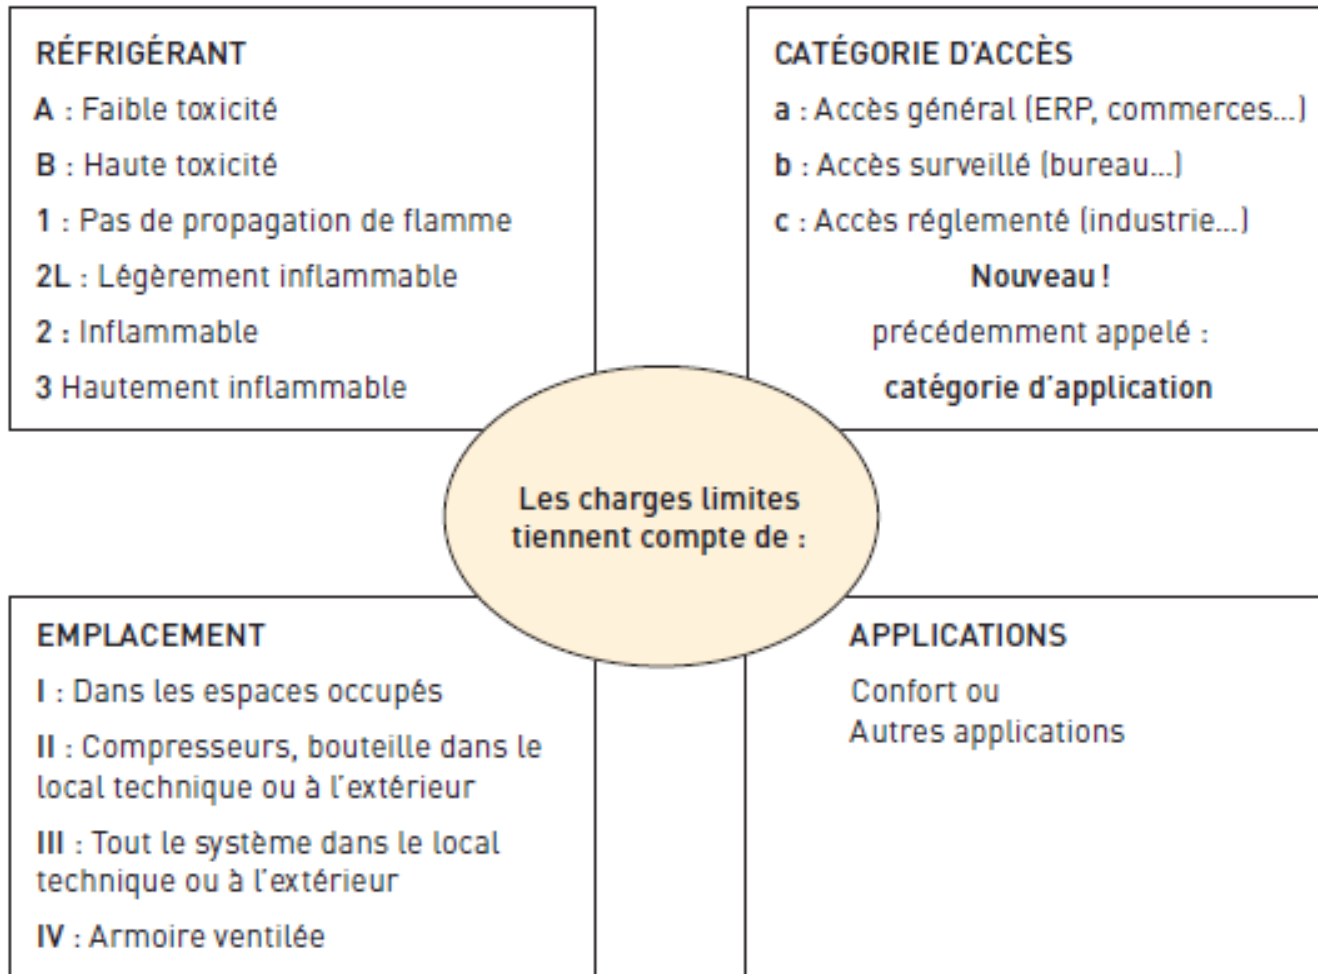 RÉFRIGÉRANT
A : Faible toxicité
B : Haute toxicité
1 : Pas de propagation de flamme
2L : Légèrement inflammable
2 : Inflammable
3 Hautement inflammable
CATÉGORIE D'ACCÈS
a : Accès général (ERP, commerces...)
b : Accès surveillé (bureau...)
c : Accès réglementé (industrie...)
Nouveau !
précédemment appelé :
catégorie d'application
Les charges limites
tiennent compte de :
EMPLACEMENT
I : Dans les espaces occupés
II : Compresseurs, bouteille dans le
local technique ou à l'extérieur
III : Tout le système dans le local
technique ou à l'extérieur
IV : Armoire ventilée
APPLICATIONS
Confort ou
Autres applications